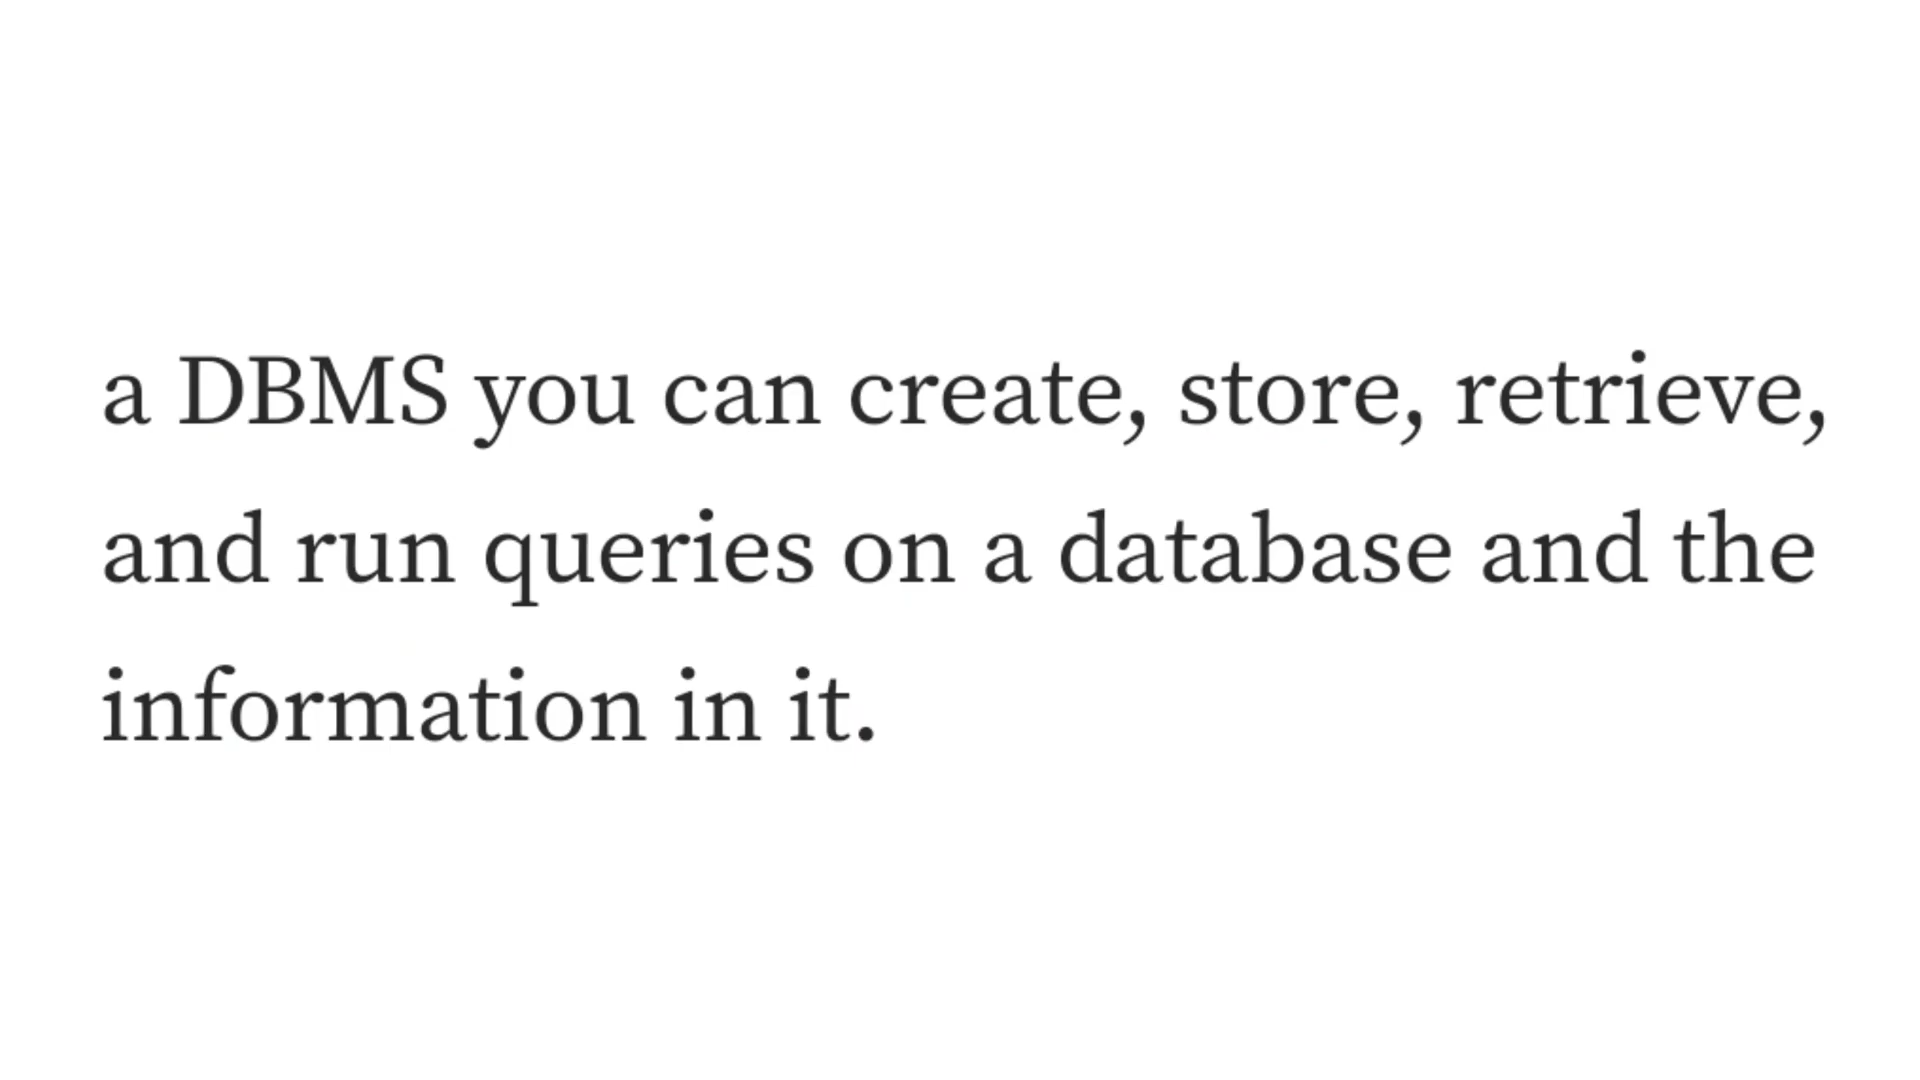 a DBMS you can create, store, retrieve,
and run queries on a database and the
information in it.